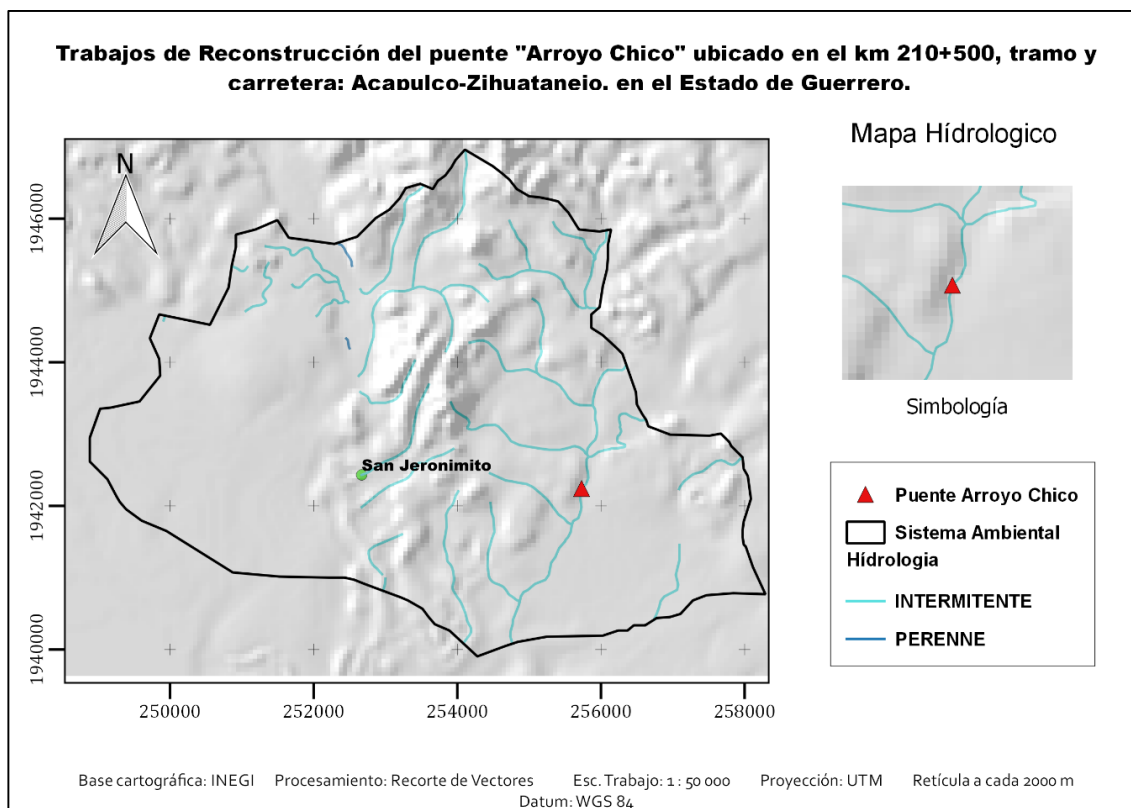 Trabajos de Reconstrucción del puente "Arroyo Chico" ubicado en el km 210+500, tramo y
carretera: Acapulco-Zihuatanejo, en el Estado de Guerrero.
Mapa Hídrologico
N
1946000
1944000
1942000
1940000
San Jeronimito
250000
252000
254000
256000
258000
Simbología
Puente Arroyo Chico
Sistema Ambiental
Hídrologia
INTERMITENTE
PERENNE
Base cartográfica: INEGI Procesamiento: Recorte de Vectores Esc. Trabajo: 1 : 50 000 Proyección: UTM Retícula a cada 2000 m
Datum: WGS 84